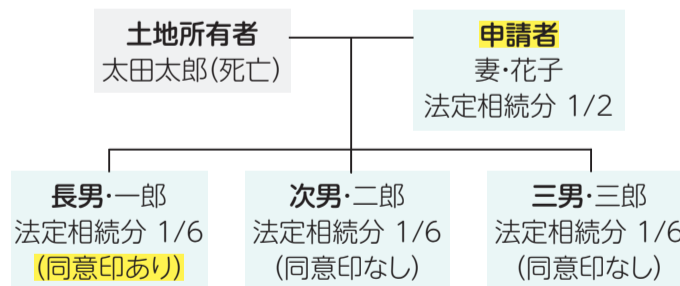 土地所有者
太田太郎(死亡)
申請者
妻・花子
法定相続分 1/2
長男・一郎
法定相続分 1/6
(同意印あり)
次男・二郎
法定相続分 1/6
(同意印なし)
三男・三郎
法定相続分 1/6
(同意印なし)